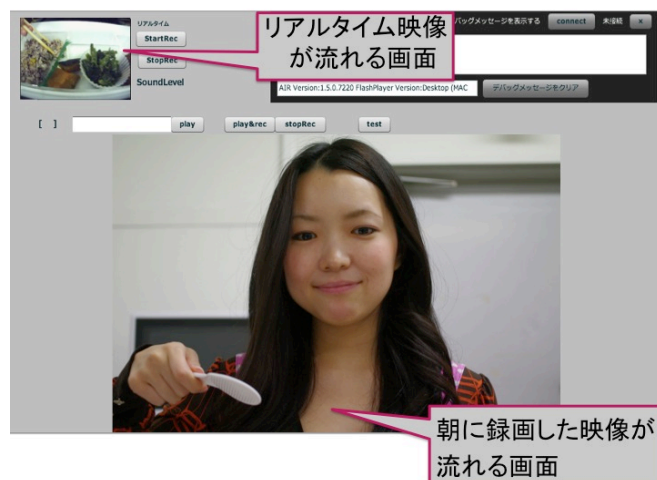 リアルタイム
リアルタイム映像
が流れる画面
バッグメッセージを表示する
connect
未接続
×
StartRec
StopRec
SoundLevel
AIR Version:1.5.0.7220 FlashPlayer Version:Desktop (MAC
デバッグメッセージをクリア
[ ]
play
play&rec
stopRec
test
朝に録画した映像が
流れる画面